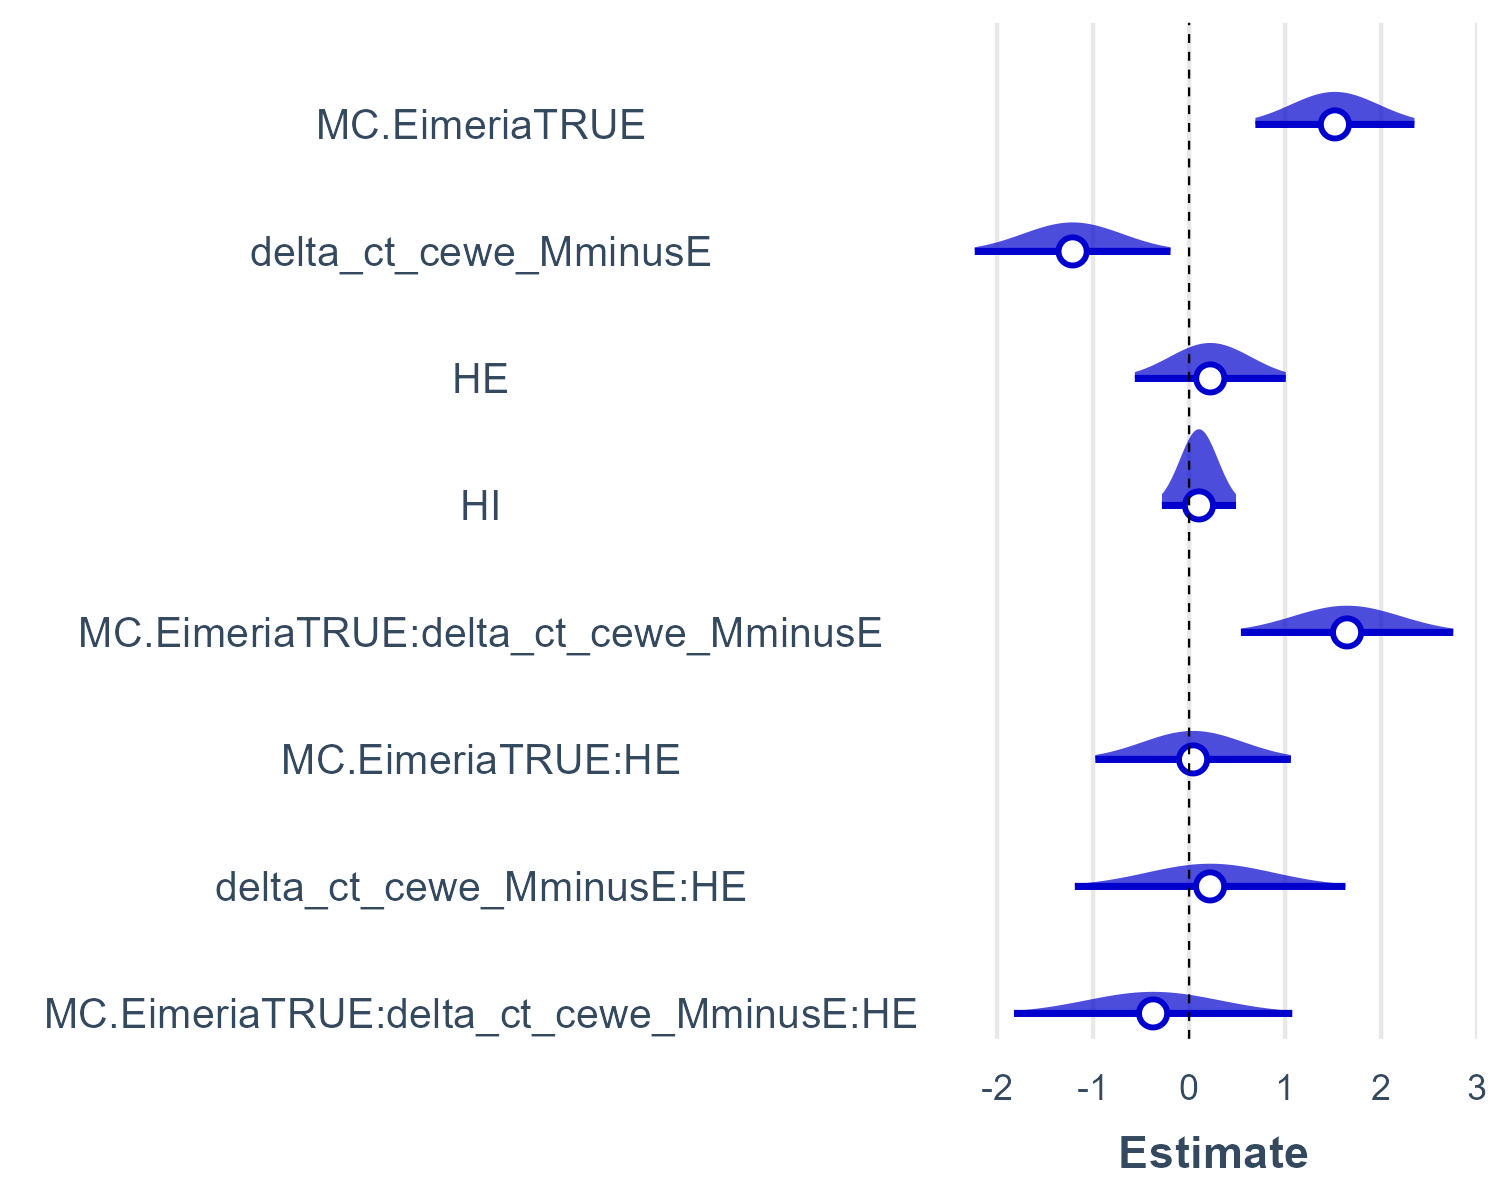 MC.EimeriaTRUE
delta_ct_cewe_MminusE
HE
HI
MC.EimeriaTRUE:delta_ct_cewe_MminusE
MC.EimeriaTRUE:HE
delta_ct_cewe_MminusE:HE
MC.EimeriaTRUE:delta_ct_cewe_MminusE:HE
-2 -1 0 1 2 3
Estimate